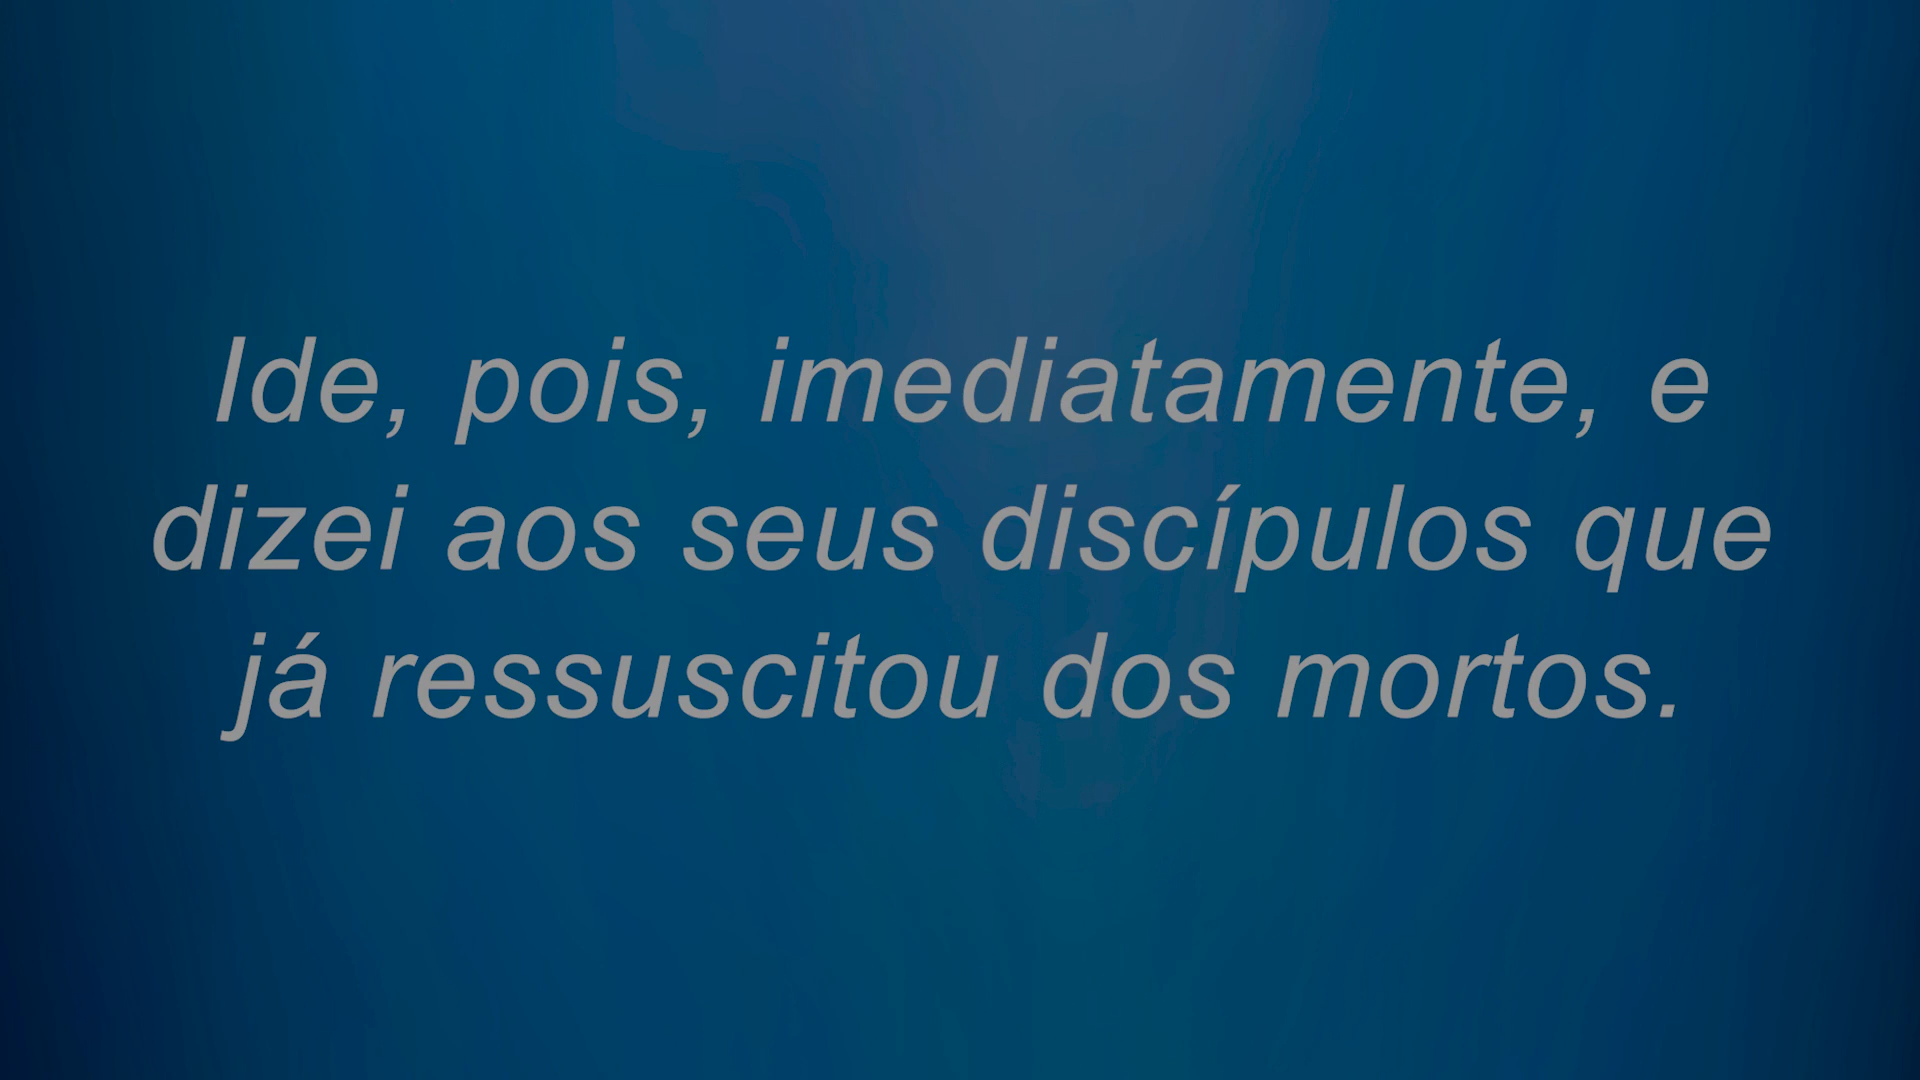 Ide, pois, imediatamente, e
dizei aos seus discípulos que
já ressuscitou dos mortos.